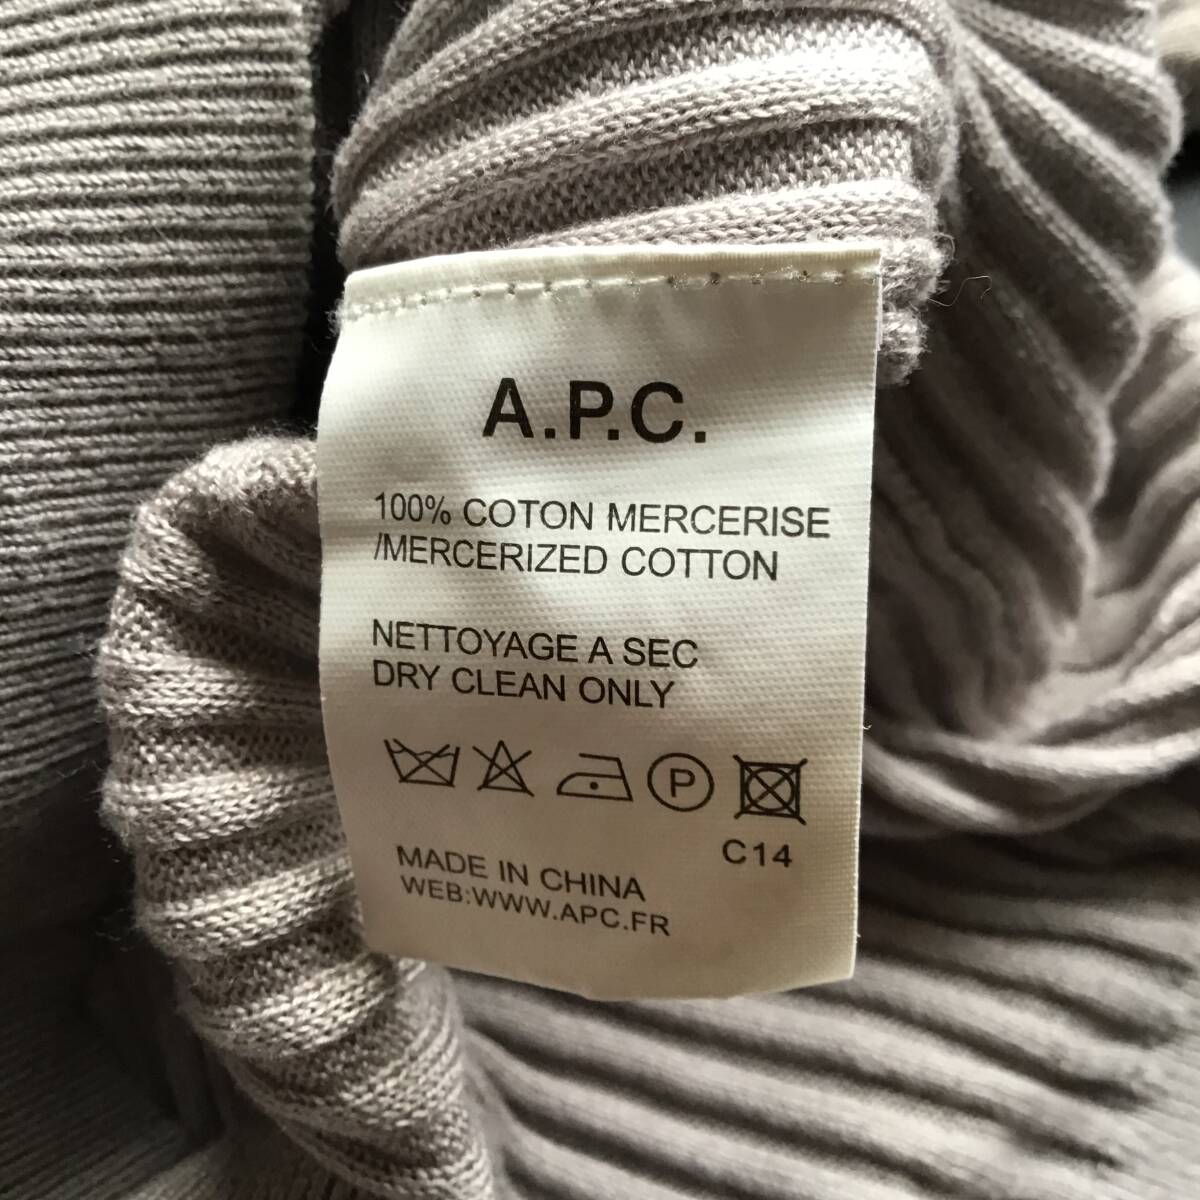 A.P.C.
100% COTON MERCERISE
/MERCERIZED COTTON
NETTOYAGE A SEC
DRY CLEAN ONLY
P
C14
MADE IN CHINA
WEB:WWW.APC.FR